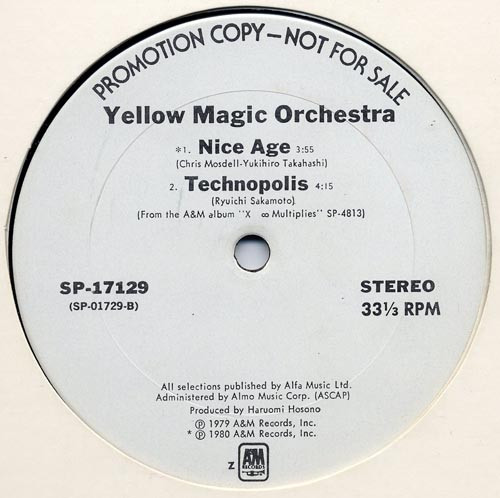 PROMOTION COPY—NOT FOR SALE
Yellow Magic Orchestra
*1. Nice Age 3:55
(Chris Mosdell-Yukihiro Takahashi)
2. Technopolis 4:15
(Ryuichi Sakamoto)
(From the A&M album "X ∞ Multiplies" SP-4813)
SP-17129
(SP-01729-B)
STEREO
33⅓ RPM
All selections published by Alfa Music Ltd.
Administered by Almo Music Corp. (ASCAP)
Produced by Haruomi Hosono
℗ 1979 A&M Records, Inc.
* ℗ 1980 A&M Records, Inc.
Z
A&M
RECORDS